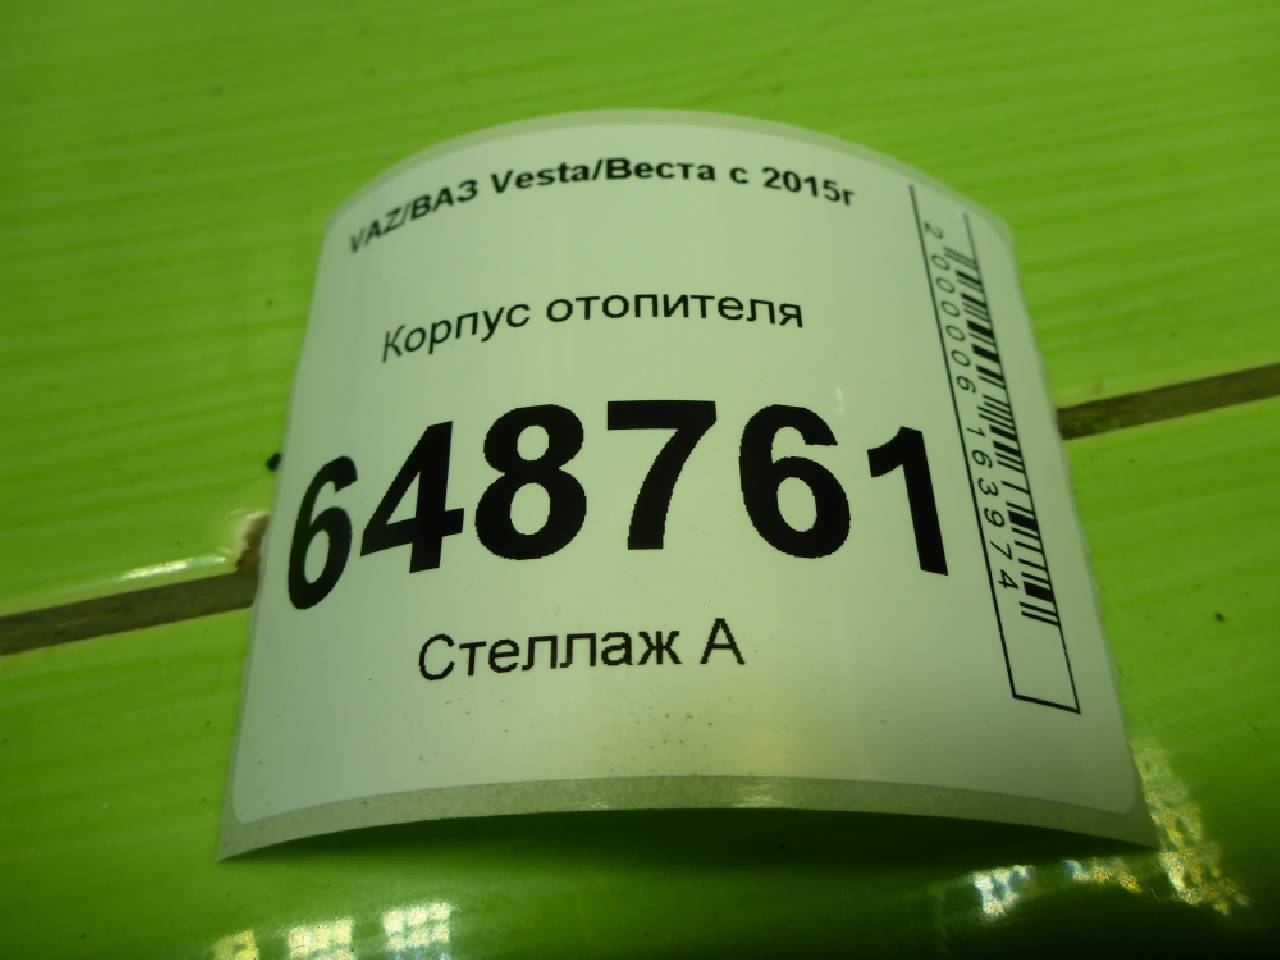 VAZ/ВАЗ Vesta/Веста с 2015г
Корпус отопителя
648761
Стеллаж А
2000006163974